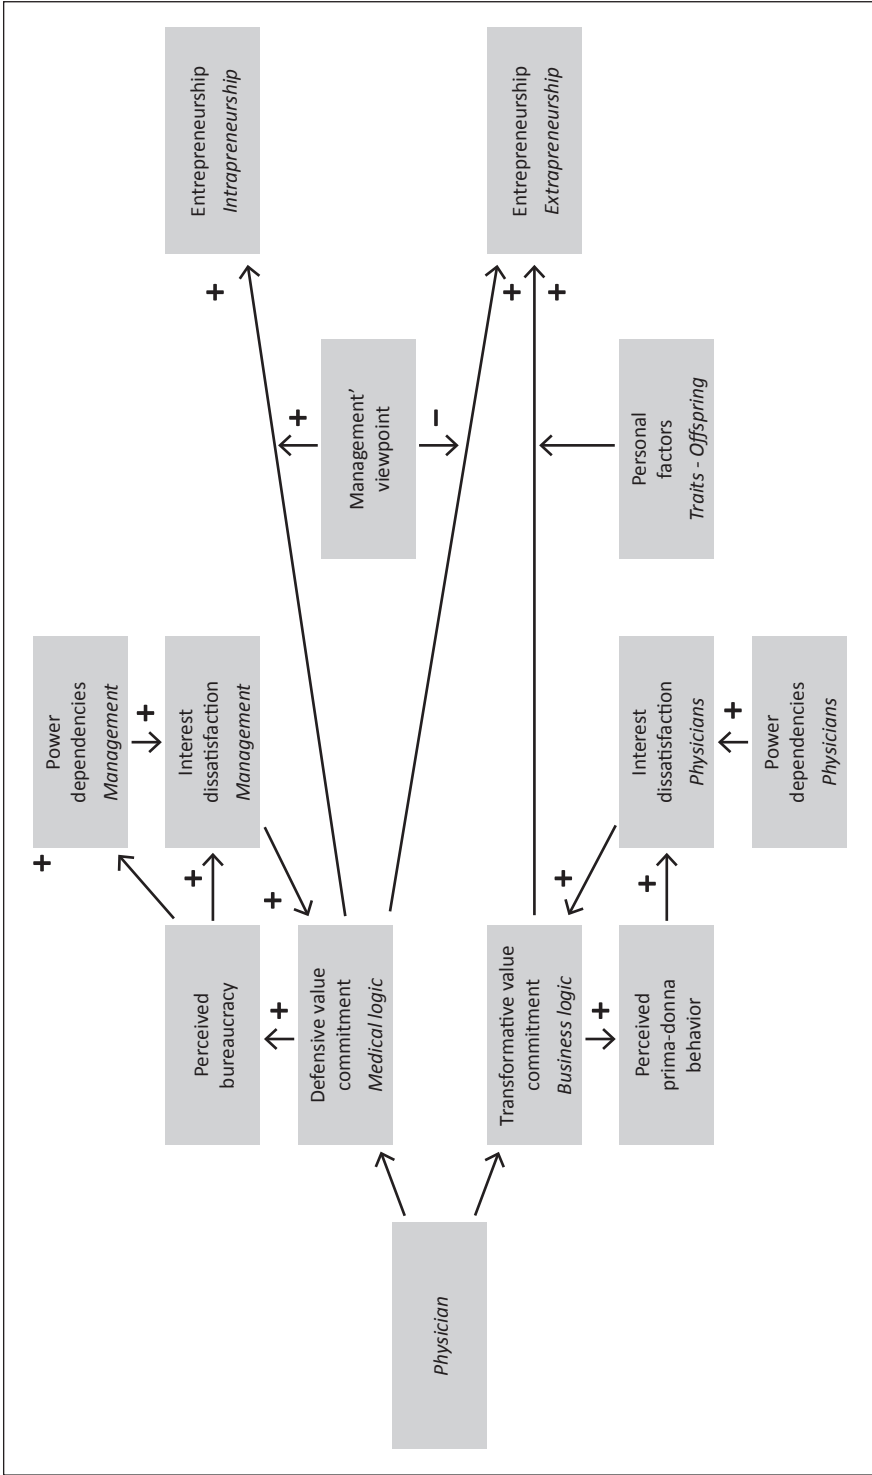 +
Power
dependencies
Management
+
+
Perceived
bureaucracy
Interest
dissatisfaction
Management
Entrepreneurship
Intrapreneurship
+
+
+
+
Defensive value
commitment
Medical logic
Management’
viewpoint
–
Physician
Transformative value
commitment
Business logic
Entrepreneurship
Extrapreneurship
+
+
+
+
+
Perceived
prima-donna
behavior
Interest
dissatisfaction
Physicians
Personal
factors
Traits - Offspring
+
Power
dependencies
Physicians